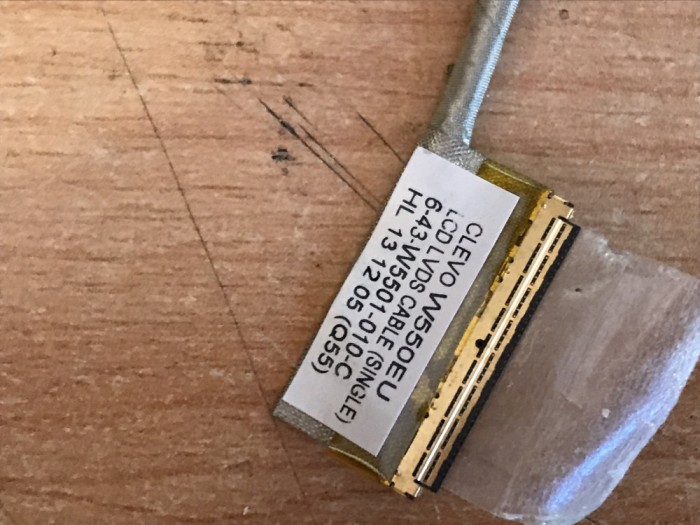 CLEVO W550EU
LCD LVDS CABLE (SINGLE)
6-43-W5501-010-C
HL 13 12 05 (Q55)